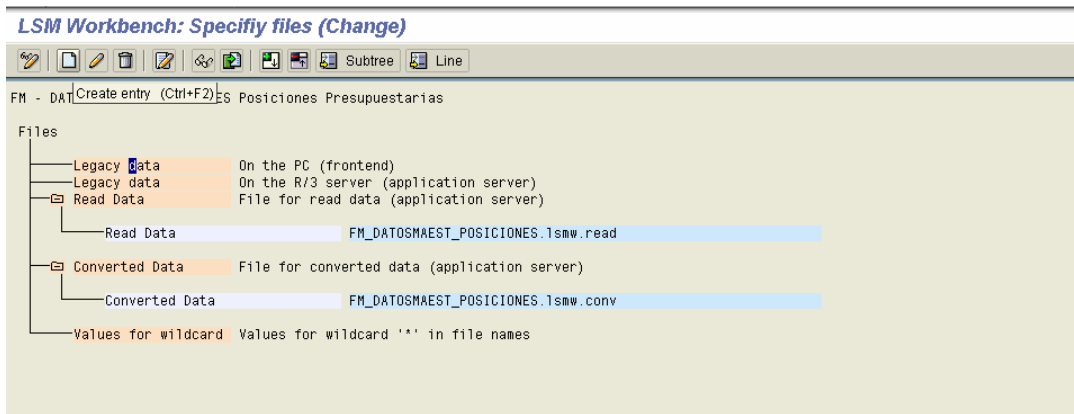 LSM Workbench: Specifiy files (Change)
Subtree Line
FM - DAT Create entry (Ctrl+F2) ES Posiciones Presupuestarias
Files
Legacy data On the PC (frontend)
Legacy data On the R/3 server (application server)
Read Data File for read data (application server)
Read Data FM_DATOSMAEST_POSICIONES.lsmw.read
Converted Data File for converted data (application server)
Converted Data FM_DATOSMAEST_POSICIONES.lsmw.conv
Values for wildcard Values for wildcard '*' in file names